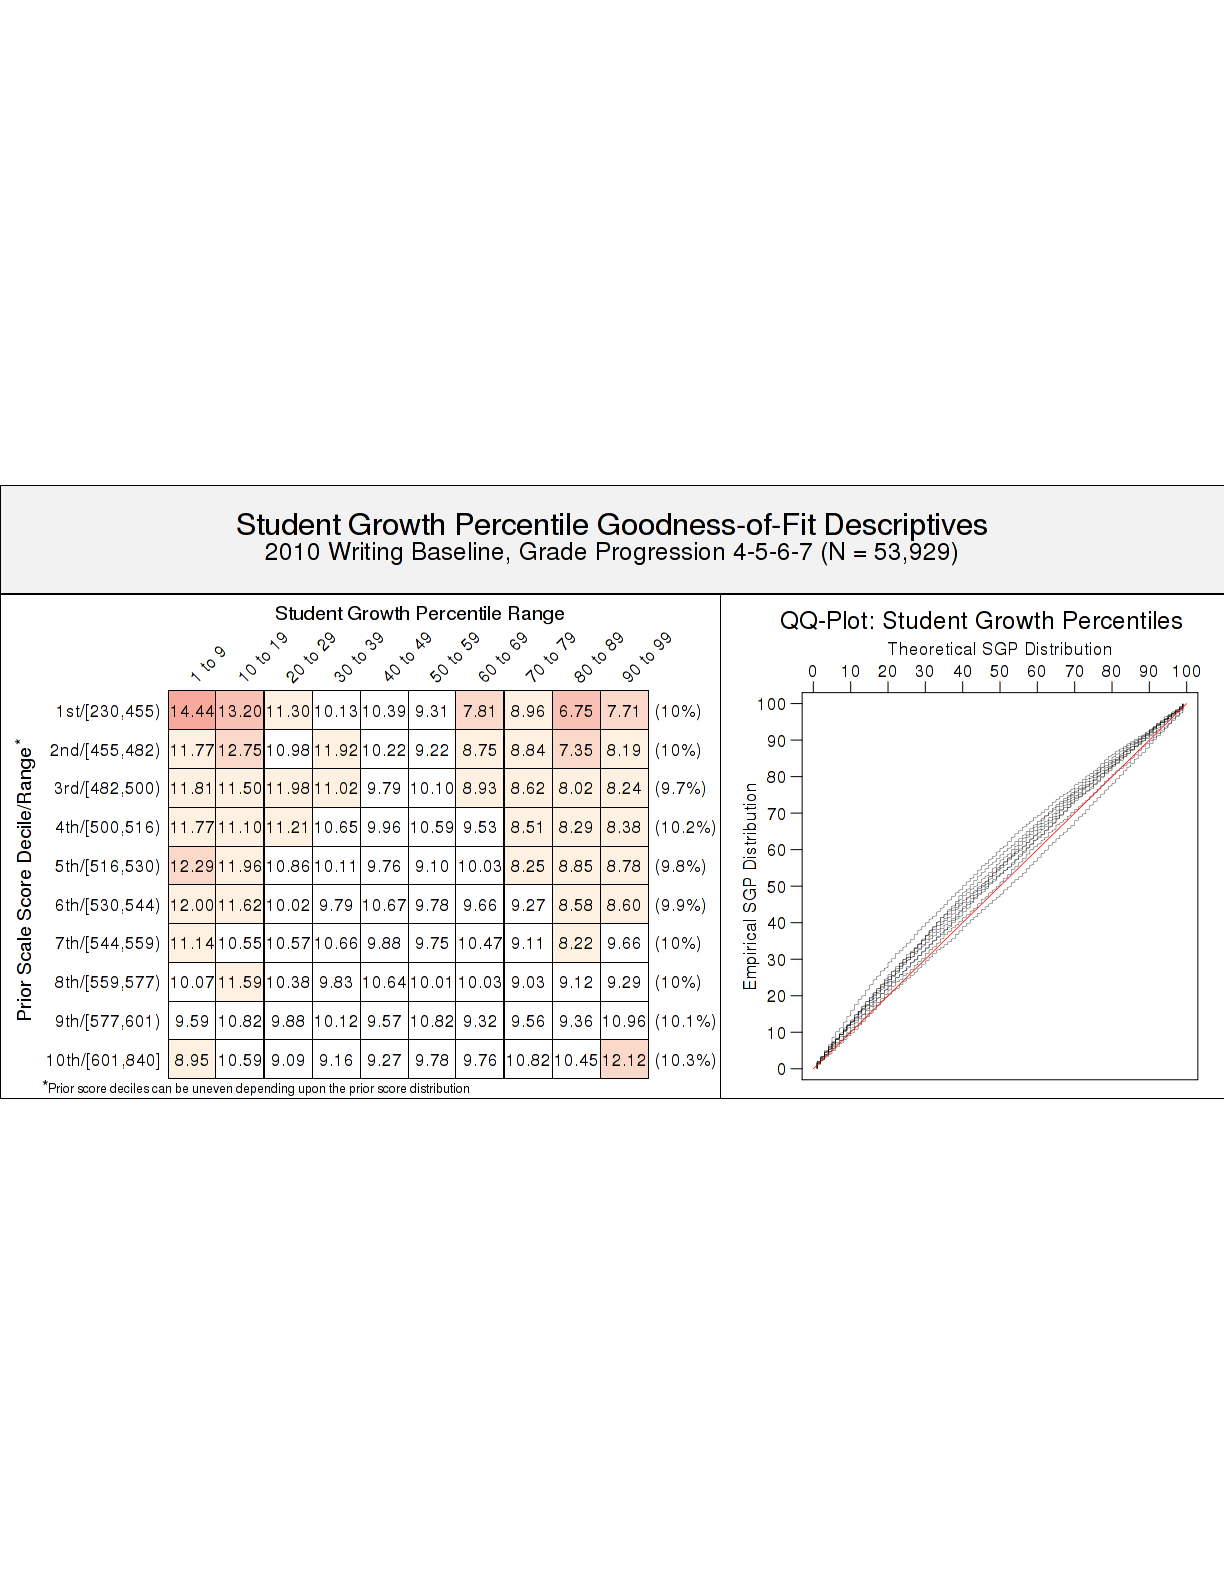 Student Growth Percentile Goodness-of-Fit Descriptives
2010 Writing Baseline, Grade Progression 4-5-6-7 (N = 53,929)
Student Growth Percentile Range
1 to 9 10 to 19 20 to 29 30 to 39 40 to 49 50 to 59 60 to 69 70 to 79 80 to 89 90 to 99
Prior Scale Score Decile/Range*
1st/[230,455) 14.44 13.20 11.30 10.13 10.39 9.31 7.81 8.96 6.75 7.71 (10%)
2nd/[455,482) 11.77 12.75 10.98 11.92 10.22 9.22 8.75 8.84 7.35 8.19 (10%)
3rd/[482,500) 11.81 11.50 11.98 11.02 9.79 10.10 8.93 8.62 8.02 8.24 (9.7%)
4th/[500,516) 11.77 11.10 11.21 10.65 9.96 10.59 9.53 8.51 8.29 8.38 (10.2%)
5th/[516,530) 12.29 11.96 10.86 10.11 9.76 9.10 10.03 8.25 8.85 8.78 (9.8%)
6th/[530,544) 12.00 11.62 10.02 9.79 10.67 9.78 9.66 9.27 8.58 8.60 (9.9%)
7th/[544,559) 11.14 10.55 10.57 10.66 9.88 9.75 10.47 9.11 8.22 9.66 (10%)
8th/[559,577) 10.07 11.59 10.38 9.83 10.64 10.01 10.03 9.03 9.12 9.29 (10%)
9th/[577,601) 9.59 10.82 9.88 10.12 9.57 10.82 9.32 9.56 9.36 10.96 (10.1%)
10th/[601,840] 8.95 10.59 9.09 9.16 9.27 9.78 9.76 10.82 10.45 12.12 (10.3%)
*Prior score deciles can be uneven depending upon the prior score distribution
QQ-Plot: Student Growth Percentiles
Theoretical SGP Distribution
0 10 20 30 40 50 60 70 80 90 100
Empirical SGP Distribution
100
90
80
70
60
50
40
30
20
10
0